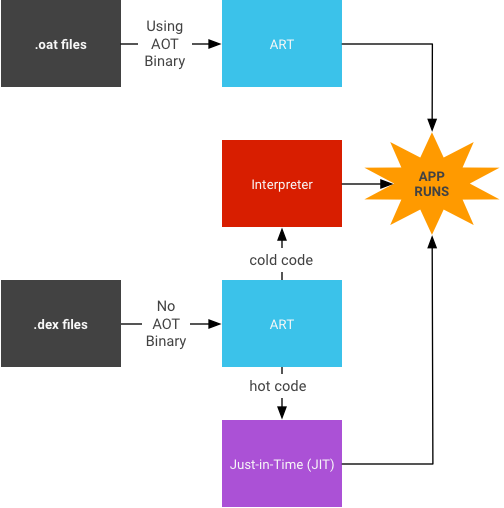 .oat files
Using
AOT
Binary
ART
Interpreter
APP
RUNS
cold code
.dex files
No
AOT
Binary
ART
hot code
Just-in-Time (JIT)